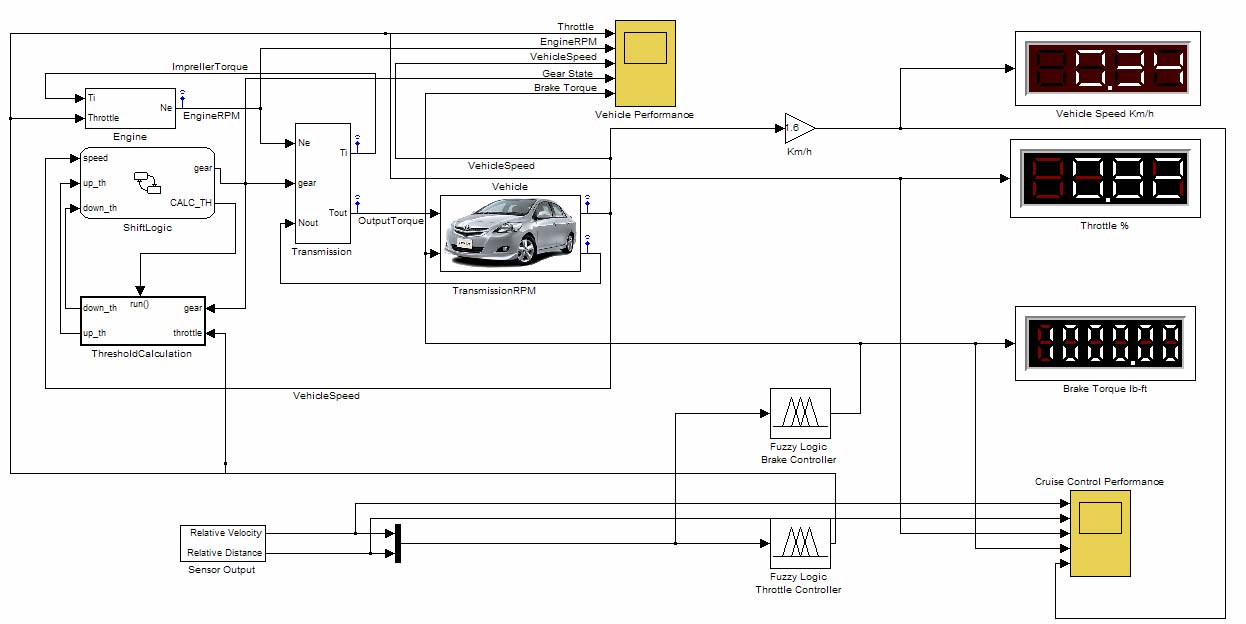 Throttle
EngineRPM
VehicleSpeed
Gear State
Brake Torque
Vehicle Performance
ImprellerTorque
Ti
Throttle
Ne
EngineRPM
Engine
speed
up_th
down_th
gear
CALC_TH
ShiftLogic
Ne
gear
Nout
Ti
Tout
Transmission
OutputTorque
VehicleSpeed
Vehicle
TransmissionRPM
1.6
Km/h
Vehicle Speed Km/h
Throttle %
Brake Torque lb-ft
run()
down_th
up_th
gear
throttle
ThresholdCalculation
VehicleSpeed
Fuzzy Logic
Brake Controller
Cruise Control Performance
Relative Velocity
Relative Distance
Sensor Output
Fuzzy Logic
Throttle Controller